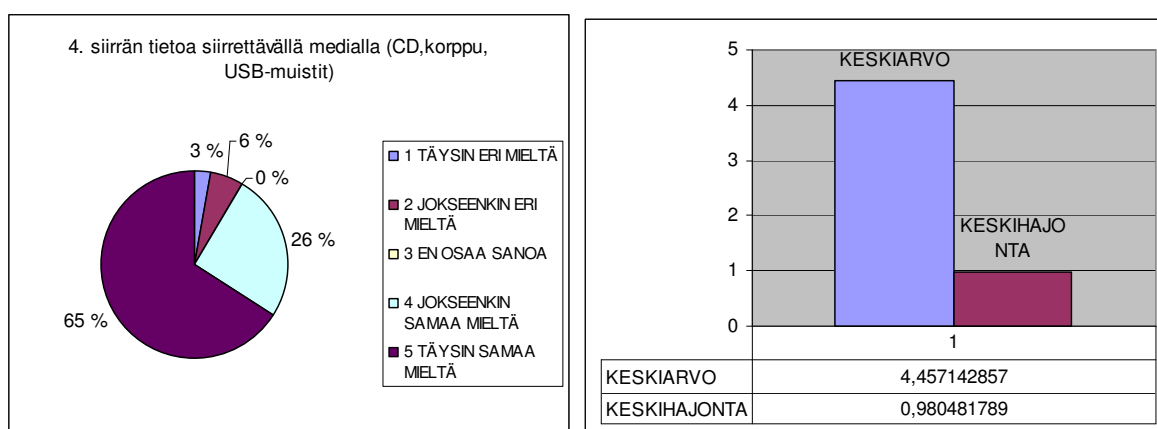 4. siirrän tietoa siirrettävällä medialla (CD,korppu,
USB-muistit)
3 %
6 %
0 %
26 %
65 %
1 TÄYSIN ERI MIELTÄ
2 JOKSEENKIN ERI
MIELTÄ
3 EN OSAA SANOA
4 JOKSEENKIN
SAMAA MIELTÄ
5 TÄYSIN SAMAA
MIELTÄ
5
4
3
2
1
0
KESKIARVO
KESKIHAJO
NTA
1
KESKIARVO 4,457142857
KESKIHAJONTA 0,980481789